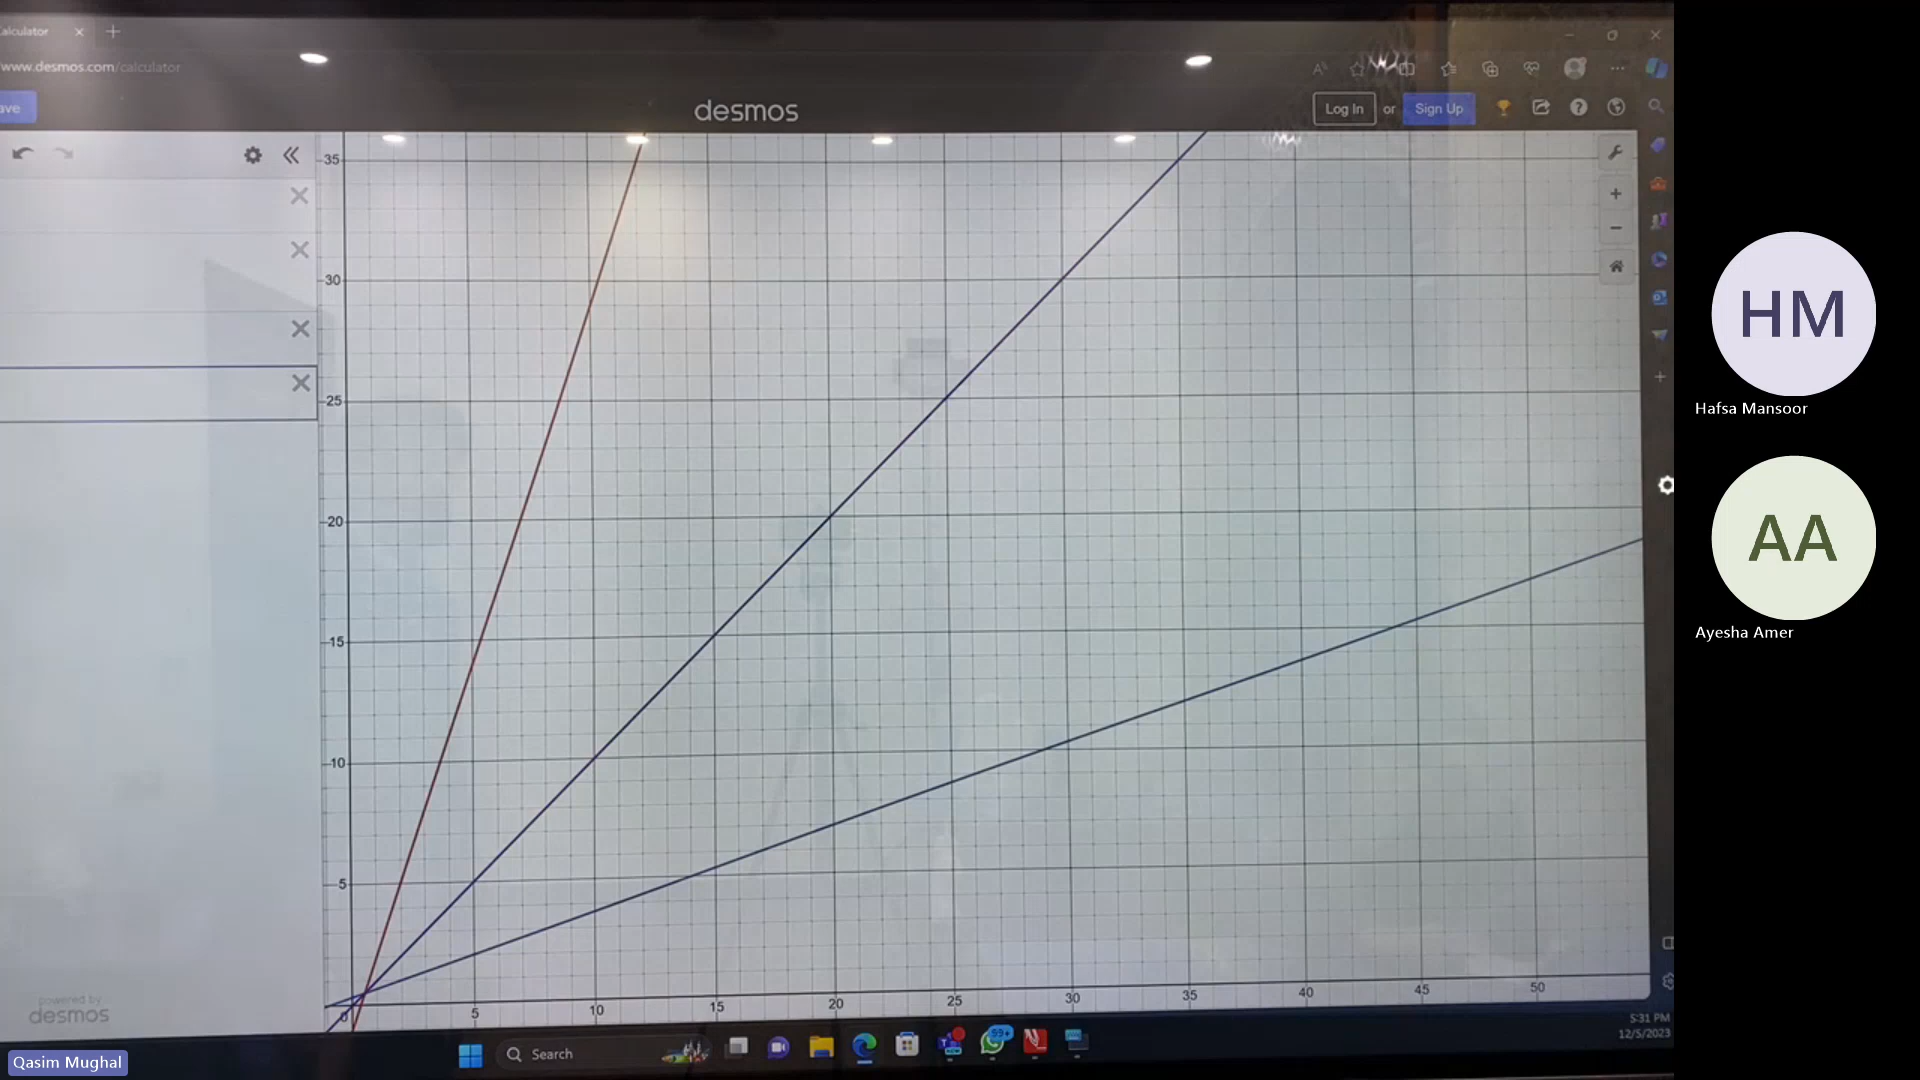 alculator
www.desmos.com/calculator
ave
desmos
Log In or Sign Up
35
30
25
20
15
10
5
0
5 10 15 20 25 30 35 40 45 50
powered by
desmos
Search
99+
5:31 PM
12/5/2023
HM
Hafsa Mansoor
AA
Ayesha Amer
Qasim Mughal